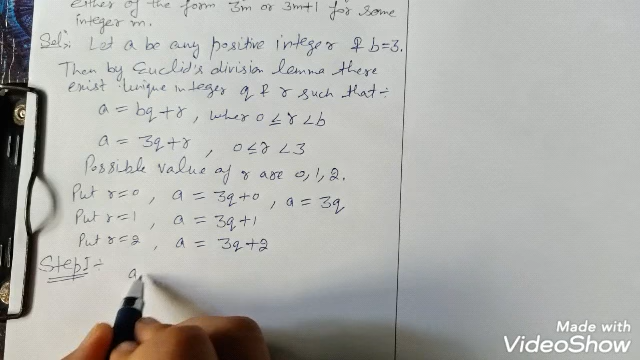 either of the form 3m or 3m+1 for some
integer m.
Solⁿ:- Let a be any positive integer & b=3.
Then by Euclid's division lemma there
exist unique integer q & r such that:-
a = bq+r, wher 0 ≤ r < b
a = 3q+r, 0 ≤ r < 3
Possible value of r are 0, 1, 2.
Put r=0, a = 3q+0, a = 3q
Put r=1, a = 3q+1
Put r=2, a = 3q+2
Step I:-
a
Made with
VideoShow